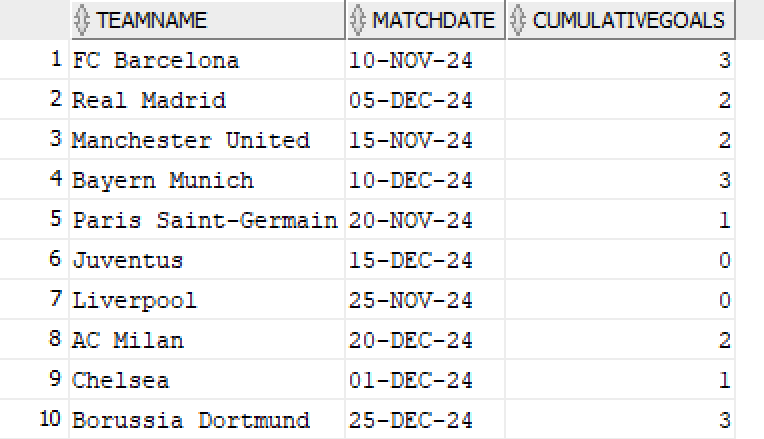 TEAMNAME MATCHDATE CUMULATIVEGOALS
1 FC Barcelona 10-NOV-24 3
2 Real Madrid 05-DEC-24 2
3 Manchester United 15-NOV-24 2
4 Bayern Munich 10-DEC-24 3
5 Paris Saint-Germain 20-NOV-24 1
6 Juventus 15-DEC-24 0
7 Liverpool 25-NOV-24 0
8 AC Milan 20-DEC-24 2
9 Chelsea 01-DEC-24 1
10 Borussia Dortmund 25-DEC-24 3